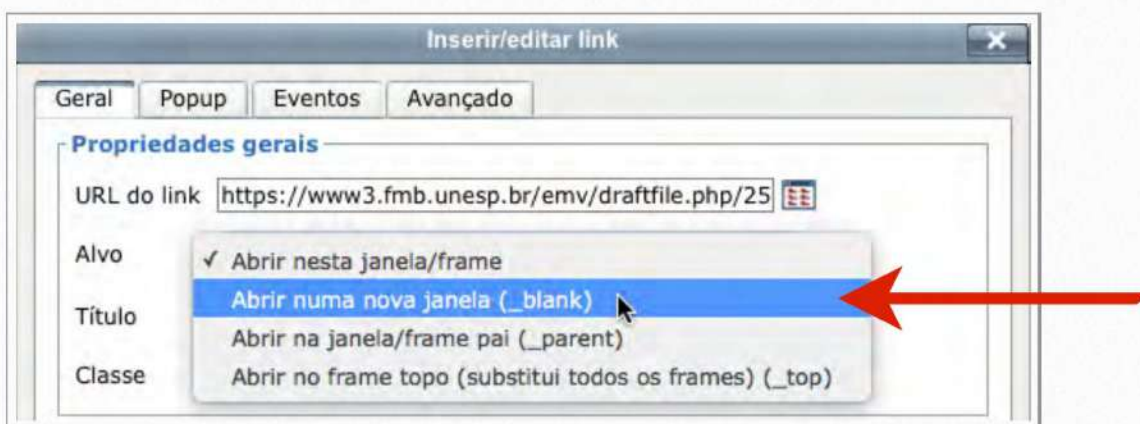 Inserir/editar link
Geral Popup Eventos Avançado
Propriedades gerais
URL do link https://www3.fmb.unesp.br/emv/draftfile.php/25
Alvo ✓ Abrir nesta janela/frame
Abrir numa nova janela (_blank)
Título
Abrir na janela/frame pai (_parent)
Classe Abrir no frame topo (substitui todos os frames) (_top)